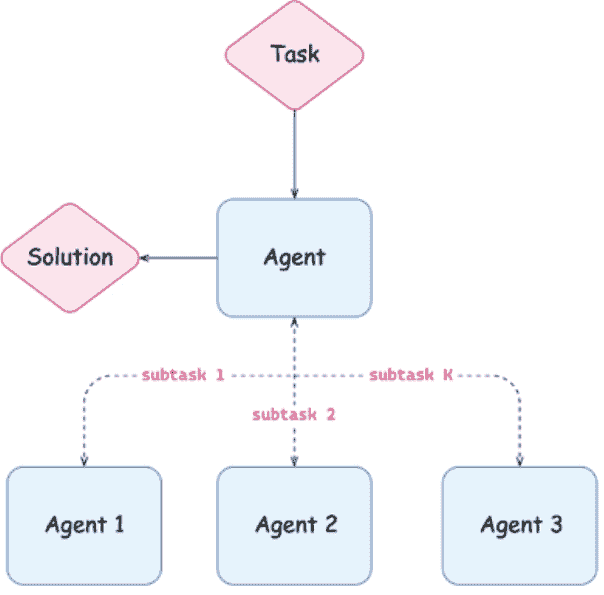 Task
Solution
Agent
subtask 1
subtask K
subtask 2
Agent 1
Agent 2
Agent 3